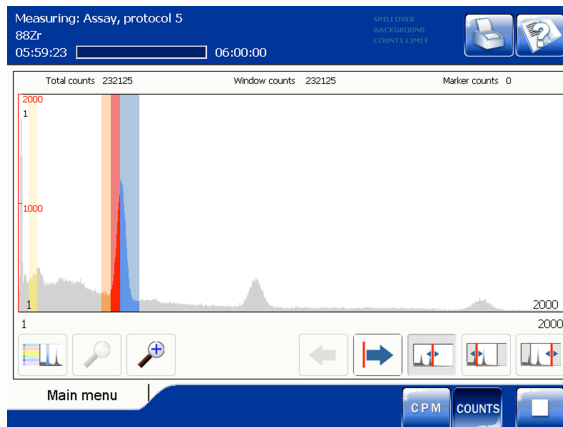 Measuring: Assay, protocol 5
88Zr
05:59:23 06:00:00
SPILLOVER
BACKGROUND
COUNTS LIMIT
Total counts 232125 Window counts 232125 Marker counts 0
2000
1
1000
1 2000
1 2000
Main menu
CPM COUNTS